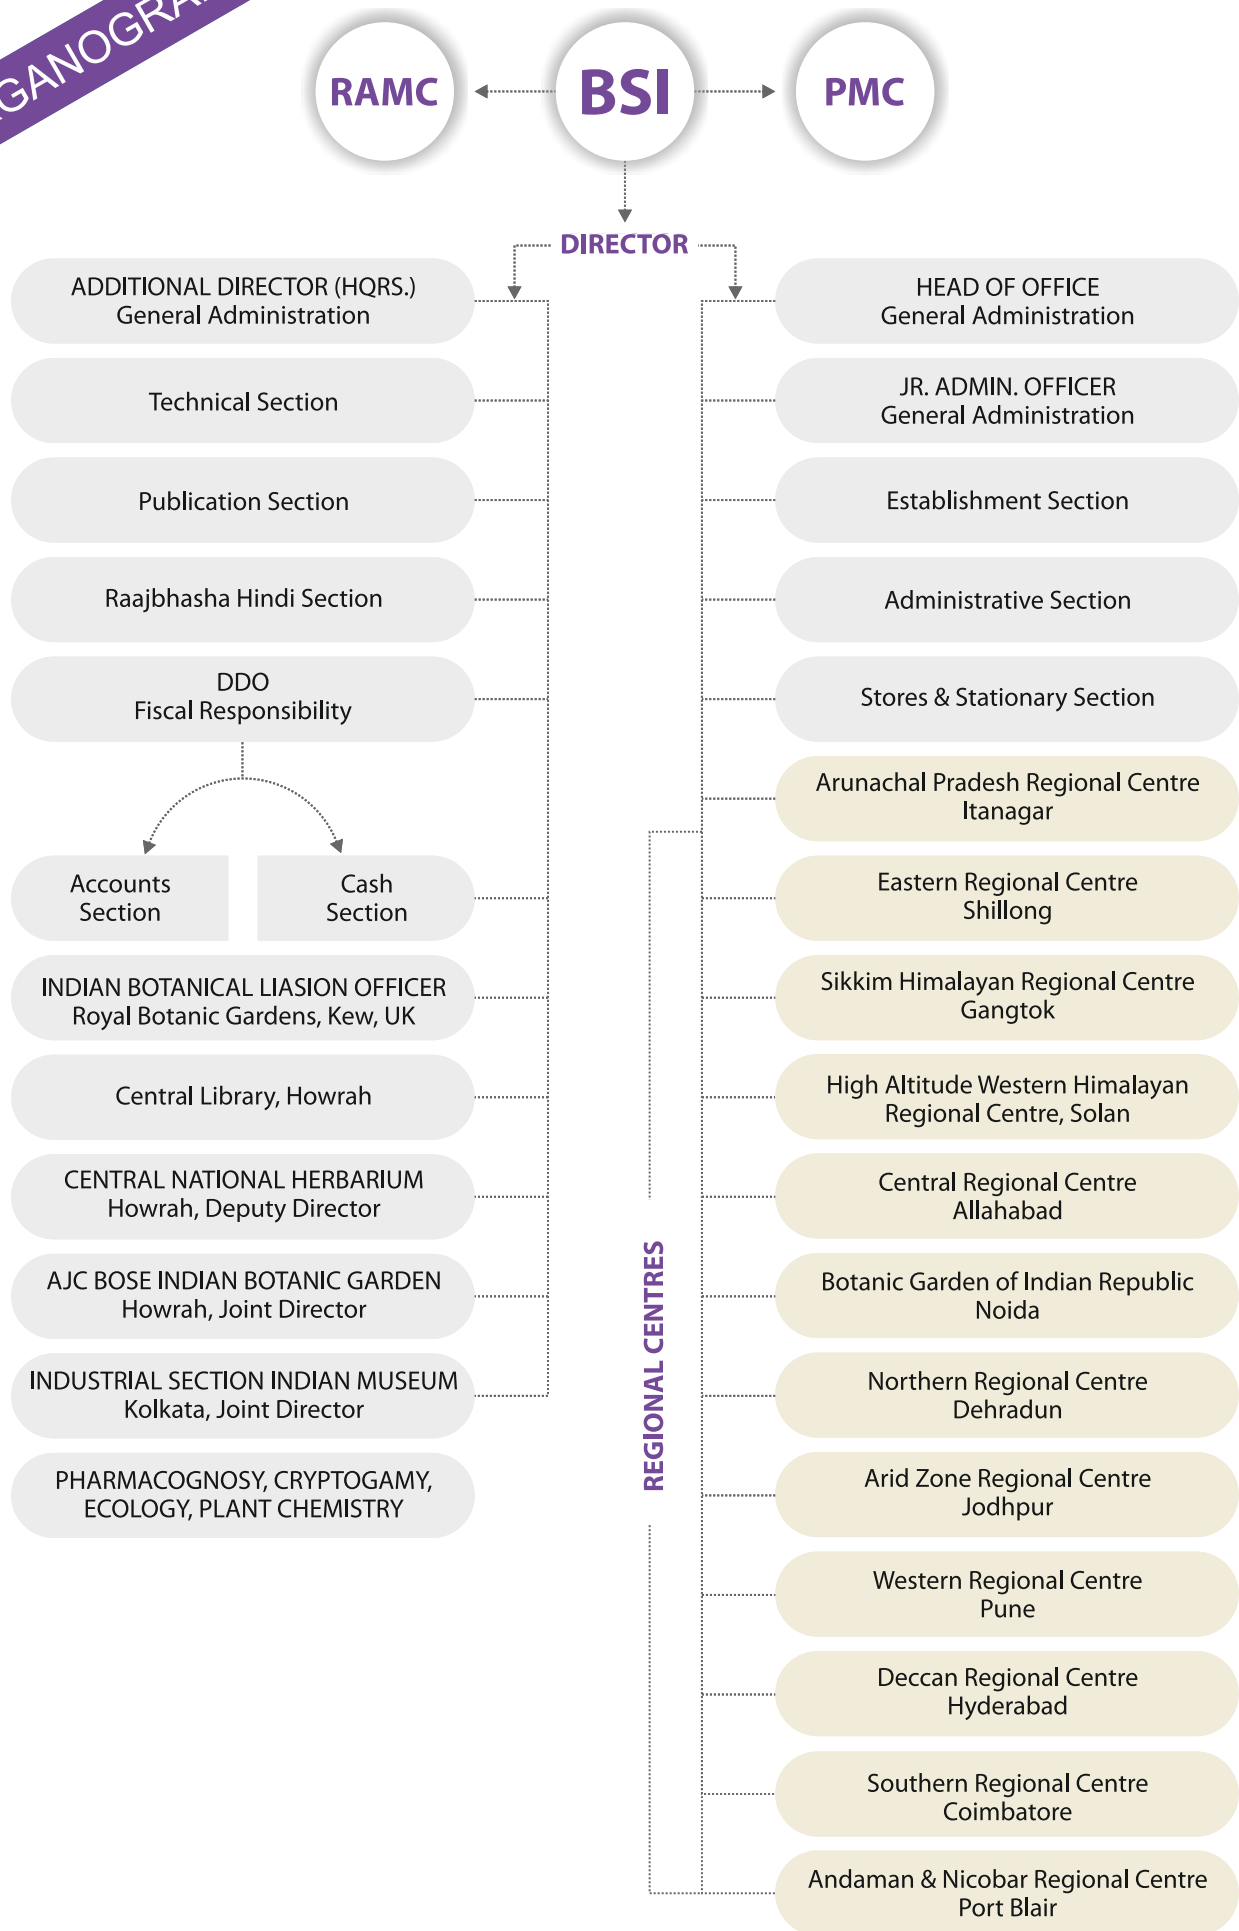 RAMC
BSI
PMC
DIRECTOR
ADDITIONAL DIRECTOR (HQRS.)
General Administration
Technical Section
Publication Section
Raajbhasha Hindi Section
DDO
Fiscal Responsibility
Accounts
Section
Cash
Section
INDIAN BOTANICAL LIASION OFFICER
Royal Botanic Gardens, Kew, UK
Central Library, Howrah
CENTRAL NATIONAL HERBARIUM
Howrah, Deputy Director
AJC BOSE INDIAN BOTANIC GARDEN
Howrah, Joint Director
INDUSTRIAL SECTION INDIAN MUSEUM
Kolkata, Joint Director
PHARMACOGNOSY, CRYPTOGAMY,
ECOLOGY, PLANT CHEMISTRY
HEAD OF OFFICE
General Administration
JR. ADMIN. OFFICER
General Administration
Establishment Section
Administrative Section
Stores & Stationary Section
REGIONAL CENTRES
Arunachal Pradesh Regional Centre
Itanagar
Eastern Regional Centre
Shillong
Sikkim Himalayan Regional Centre
Gangtok
High Altitude Western Himalayan
Regional Centre, Solan
Central Regional Centre
Allahabad
Botanic Garden of Indian Republic
Noida
Northern Regional Centre
Dehradun
Arid Zone Regional Centre
Jodhpur
Western Regional Centre
Pune
Deccan Regional Centre
Hyderabad
Southern Regional Centre
Coimbatore
Andaman & Nicobar Regional Centre
Port Blair